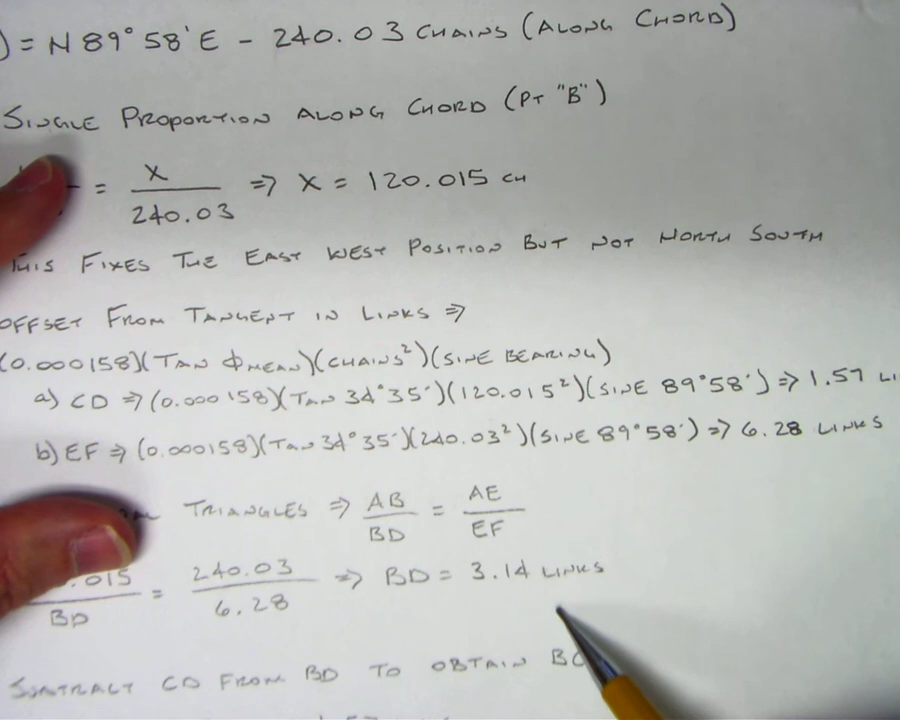 ) = N 89°58' E - 240.03 CHAINS (ALONG CHORD)
SINGLE PROPORTION ALONG CHORD (PT "B")
= X / 240.03 => X = 120.015 CH
THIS FIXES THE EAST WEST POSITION BUT NOT NORTH SOUTH
OFFSET FROM TANGENT IN LINKS =>
(0.000158)(TAN ΦMEAN)(CHAINS²)(SINE BEARING)
a) CD => (0.000158)(TAN 34°35')(120.015²)(SINE 89°58') => 1.57 LI
b) EF => (0.000158)(TAN 34°35')(240.03²)(SINE 89°58') => 6.28 LINKS
TRIANGLES => AB / BD = AE / EF
.015 / BD = 240.03 / 6.28 => BD = 3.14 LINKS
SUBTRACT CD FROM BD TO OBTAIN BC